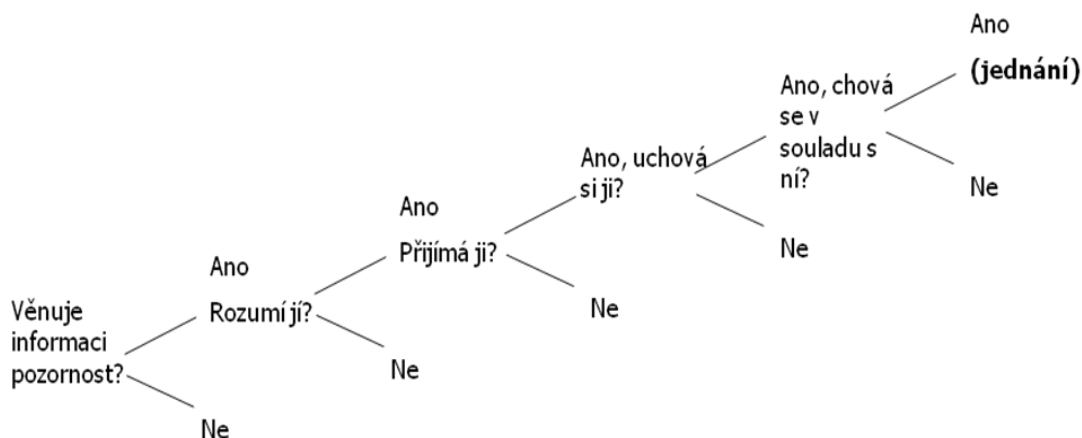 Věnuje
informaci
pozornost?
Ne
Ano
Rozumí jí?
Ne
Ano
Přijímá ji?
Ne
Ano, uchová
si ji?
Ne
Ano, chová
se v
souladu s
ní?
Ne
Ano
(jednání)